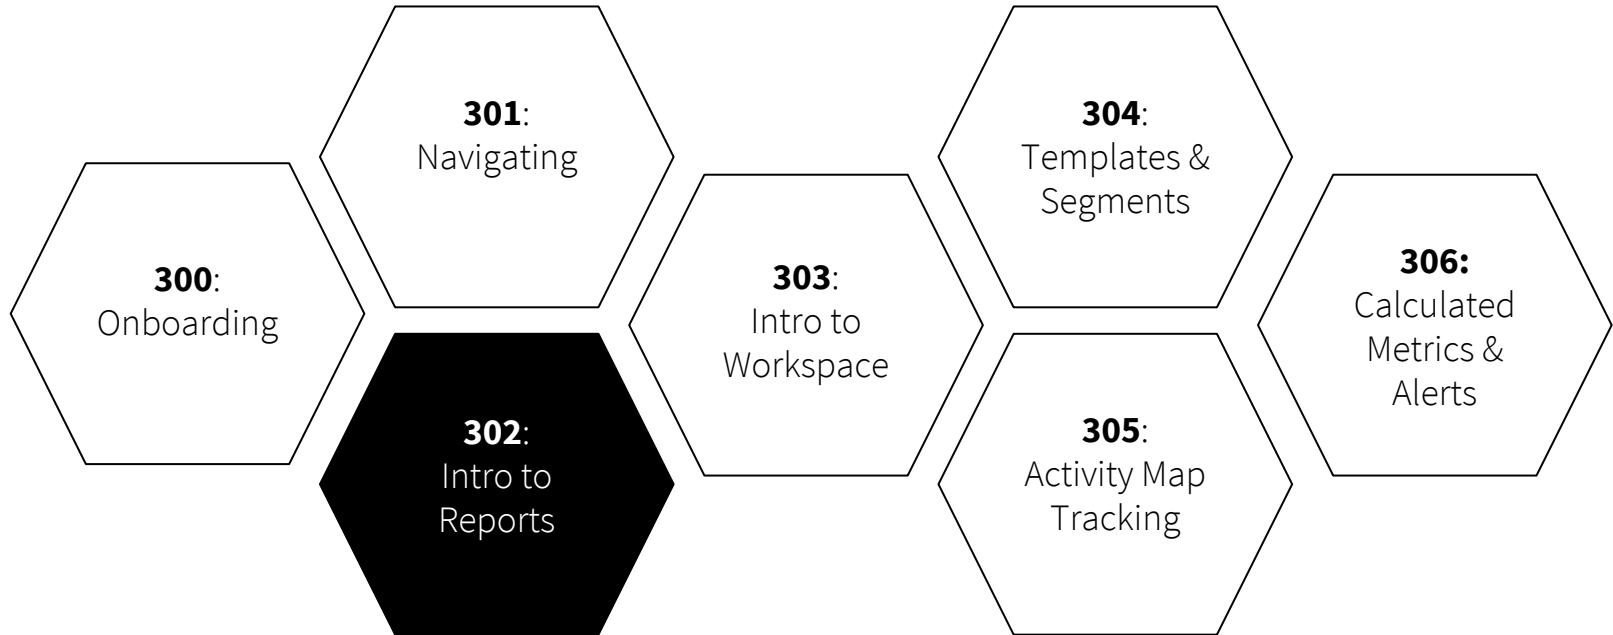 300:
Onboarding
301:
Navigating
302:
Intro to
Reports
303:
Intro to
Workspace
304:
Templates &
Segments
305:
Activity Map
Tracking
306:
Calculated
Metrics &
Alerts